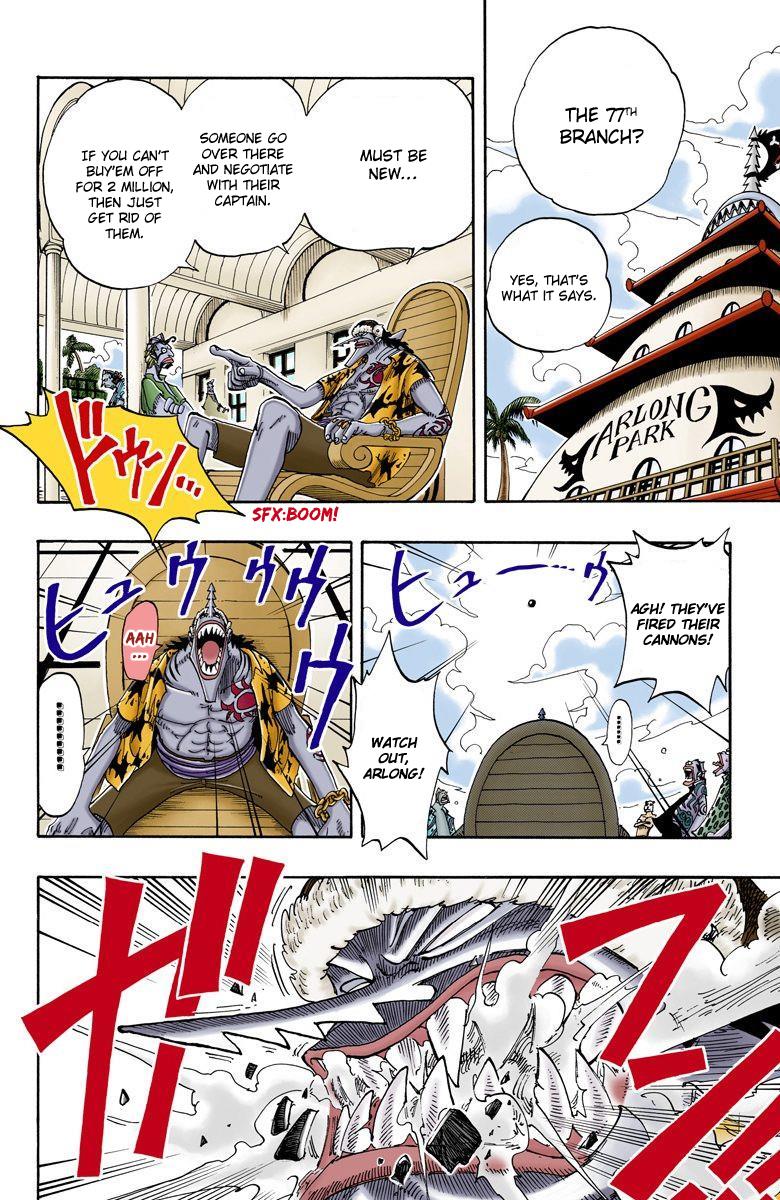 THE 77TH
BRANCH?
YES, THAT'S
WHAT IT SAYS.
ARLONG
PARK
MUST BE
NEW...
SOMEONE GO
OVER THERE
AND NEGOTIATE
WITH THEIR
CAPTAIN.
IF YOU CAN'T
BUY'EM OFF
FOR 2 MILLION,
THEN JUST
GET RID OF
THEM.
ドゥン...
SFX:BOOM!
AGH! THEY'VE
FIRED THEIR
CANNONS!
ヒューーゥ
......
WATCH
OUT,
ARLONG!
ヒュウウウウ
AAH
...
........
ガン